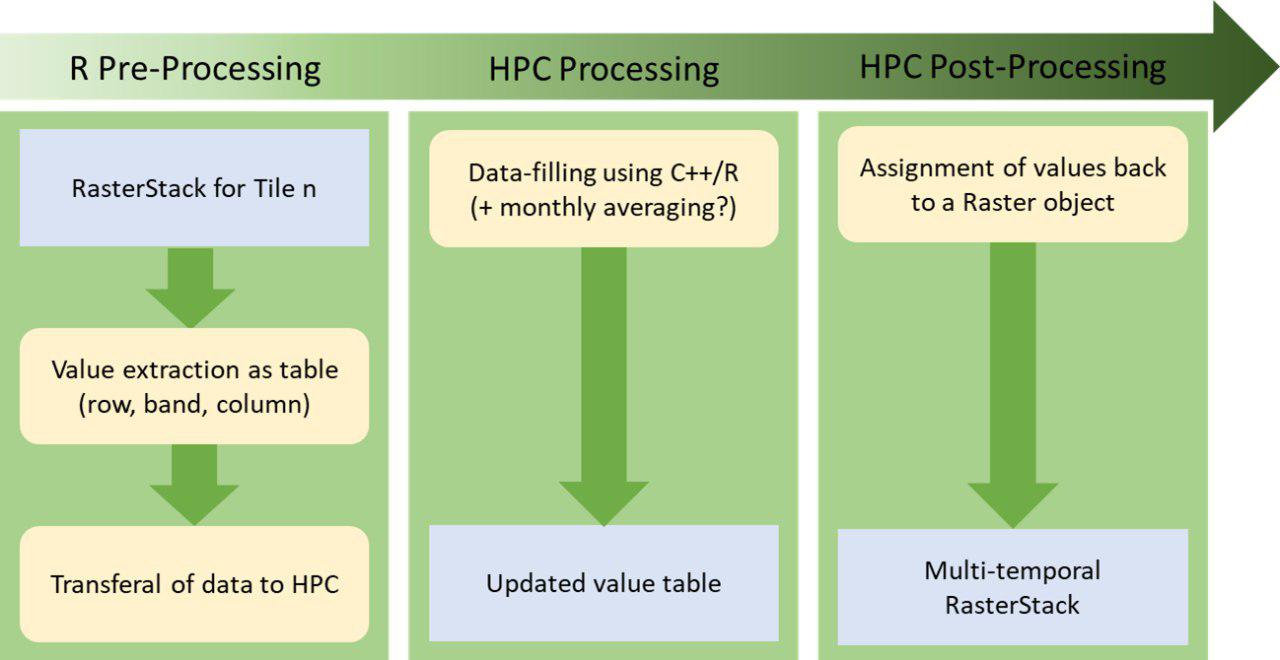 R Pre-Processing
HPC Processing
HPC Post-Processing
RasterStack for Tile n
Value extraction as table
(row, band, column)
Transferal of data to HPC
Data-filling using C++/R
(+ monthly averaging?)
Updated value table
Assignment of values back
to a Raster object
Multi-temporal
RasterStack